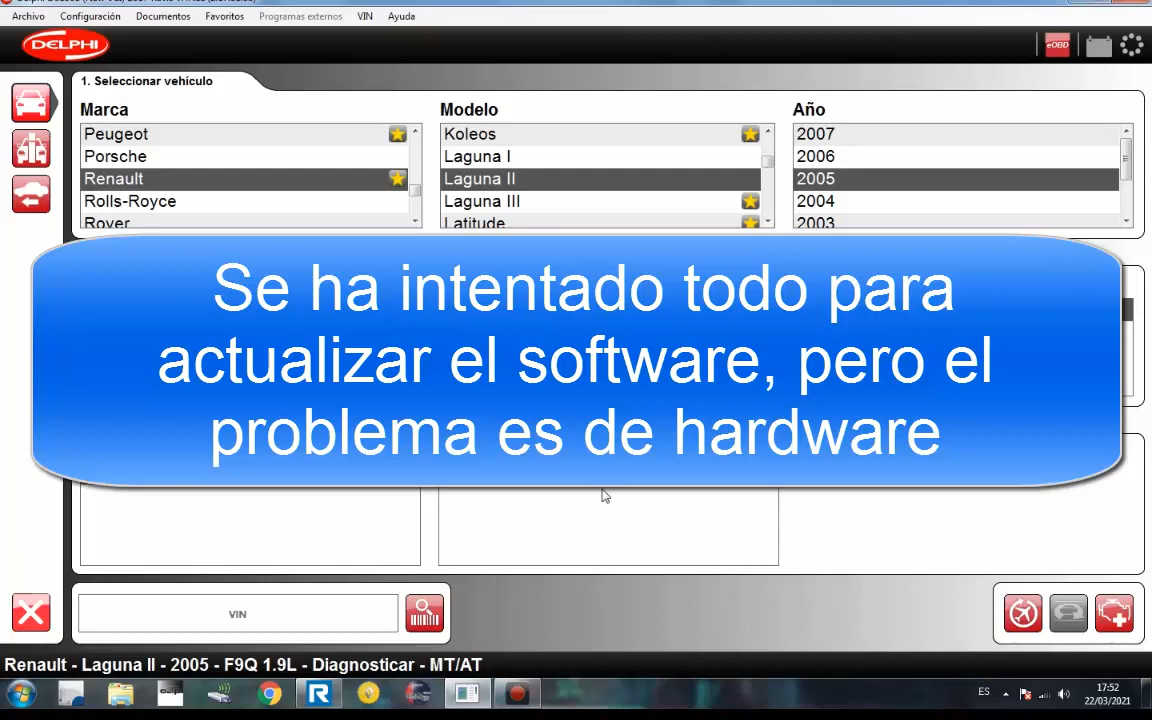 Archivo Configuración Documentos Favoritos Programas externos VIN Ayuda
DELPHI
eOBD
1. Seleccionar vehículo
Marca Modelo Año
Peugeot Koleos 2007
Porsche Laguna I 2006
Renault Laguna II 2005
Rolls-Royce Laguna III 2004
Rover Latitude 2003
Se ha intentado todo para
actualizar el software, pero el
problema es de hardware
VIN
Renault - Laguna II - 2005 - F9Q 1.9L - Diagnosticar - MT/AT
ES 17:52
22/03/2021